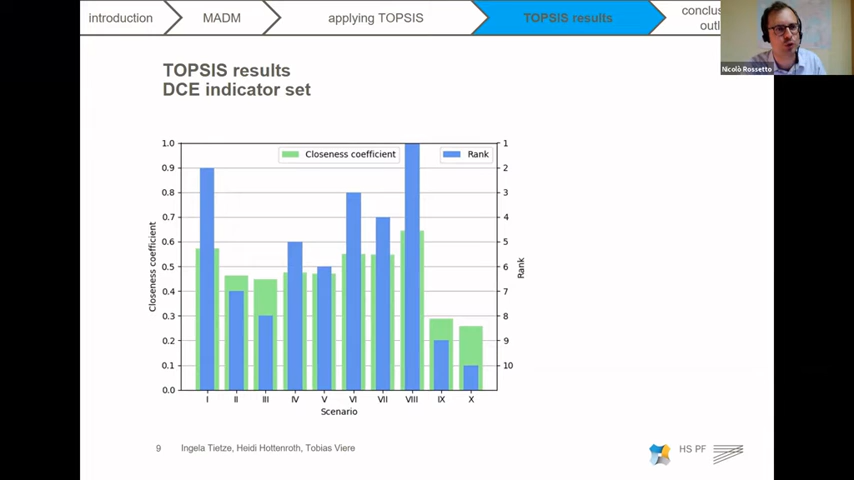 introduction
MADM
applying TOPSIS
TOPSIS results
Nicolò Rossetto
TOPSIS results
DCE indicator set
Closeness coefficient
Rank
1.0
0.9
0.8
0.7
0.6
0.5
0.4
0.3
0.2
0.1
0.0
Closeness coefficient
1
2
3
4
5
6
7
8
9
10
Rank
I
II
III
IV
V
VI
VII
VIII
IX
X
Scenario
9
Ingela Tietze, Heidi Hottenroth, Tobias Viere
HS PF